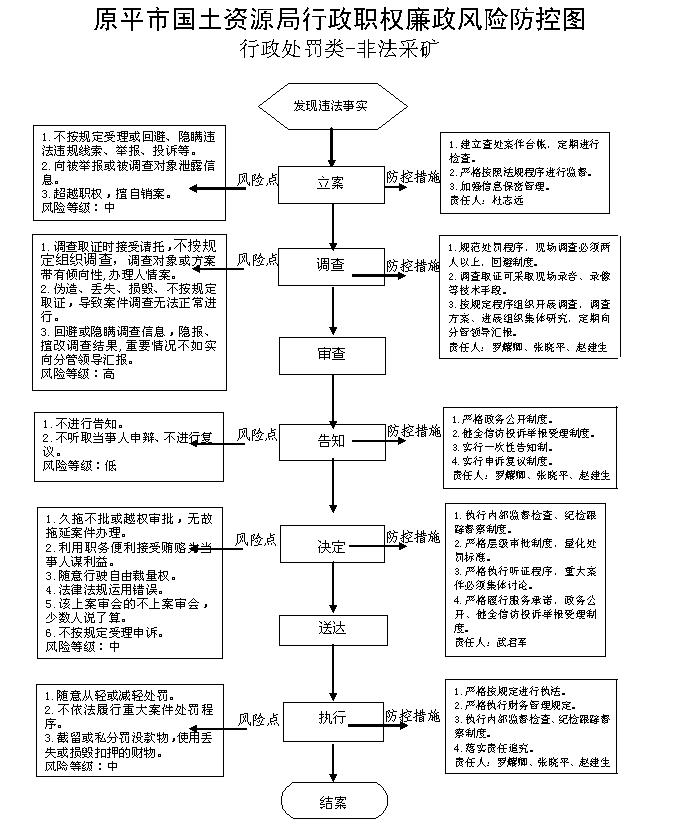 原平市国土资源局行政职权廉政风险防控图
行政处罚类-非法采矿
发现违法事实
1.不按规定受理或回避、隐瞒违
法违规线索、举报、投诉等。
2.向被举报或被调查对象泄露信
息。
3.超越职权,擅自销案。
风险等级：中
风险点
立案
防控措施
1.建立查处案件台帐，定期进行
检查。
2.严格按照法规程序进行监督。
3.加强信息保密管理。
责任人：杜志远
1.调查取证时接受请托,不按规
定组织调查，调查对象或方案
带有倾向性,办理人情案。
2.伪造、丢失、损毁、不按规定
取证,导致案件调查无法正常进
行。
3.回避或隐瞒调查信息,隐报、
擅改调查结果,重要情况不如实
向分管领导汇报。
风险等级：高
风险点
调查
防控措施
1.规范处罚程序，现场调查必须两
人以上，回避制度。
2.调查取证可采取现场录音、录像
等技术手段。
3.按规定程序组织开展调查，调查
方案、进展组织集体研究，定期向
分管领导汇报。
责任人：罗耀卿、张晓平、赵建生
审查
1.不进行告知。
2.不听取当事人申辩、不进行复
议。
风险等级：低
风险点
告知
防控措施
1.严格政务公开制度。
2.健全信访投诉举报受理制度。
3.实行一次性告知制。
4.实行申诉复议制度。
责任人：罗耀卿、张晓平、赵建生
1.久拖不批或越权审批,无故
拖延案件办理。
2.利用职务便利接受贿赂为当
事人谋利益。
3.随意行驶自由裁量权。
4.法律法规运用错误。
5.该上案审会的不上案审会,
少数人说了算。
6.不按规定受理申诉。
风险等级：中
风险点
决定
防控措施
1.执行内部监督检查、纪检跟
踪督察制度。
2.严格层级审批制度，量化处
罚标准。
3.严格执行听证程序，重大案
件必须集体讨论。
4.严格履行服务承诺，政务公
开、健全信访投诉举报受理制
度。
责任人：武君军
送达
1.随意从轻或减轻处罚。
2.不依法履行重大案件处罚程
序。
3.截留或私分罚没款物,使用丢
失或损毁扣押的财物。
风险等级：中
风险点
执行
防控措施
1.严格按规定进行执法。
2.严格执行财务管理规定。
3.执行内部监督检查、纪检跟踪督
察制度。
4.落实责任追究。
责任人：罗耀卿、张晓平、赵建生
结案